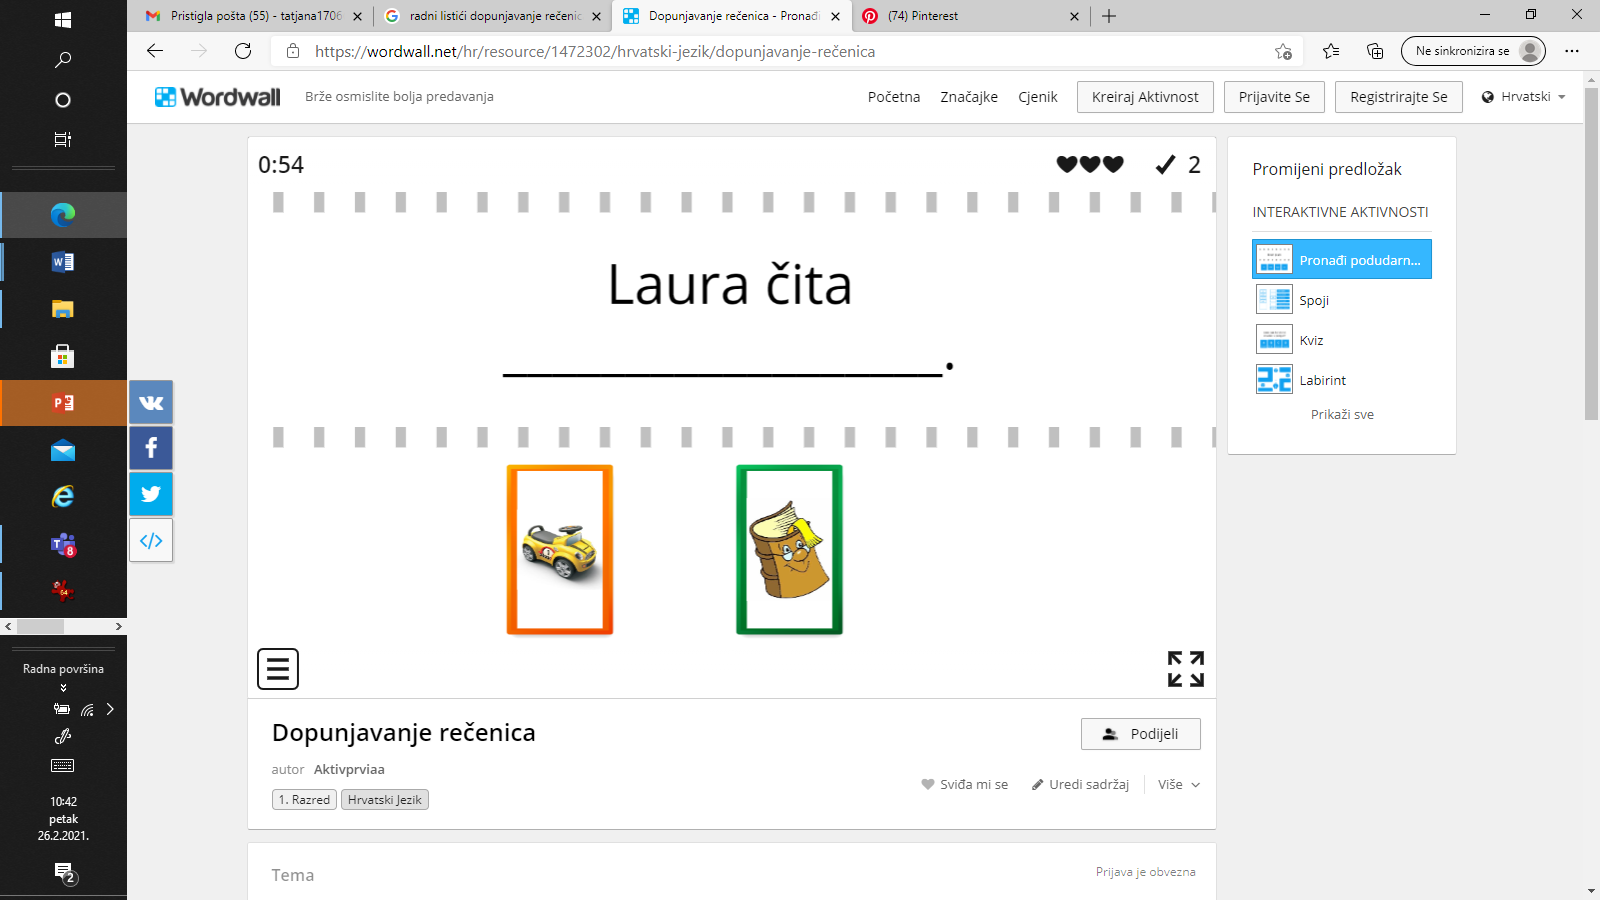 Pristigla pošta (55) - tatjana1706
radni listići dopunjavanje rečenic
Dopunjavanje rečenica - Pronađi
(74) Pinterest
https://wordwall.net/hr/resource/1472302/hrvatski-jezik/dopunjavanje-rečenica
Ne sinkronizira se
Wordwall
Brže osmislite bolja predavanja
Početna
Značajke
Cjenik
Kreiraj Aktivnost
Prijavite Se
Registrirajte Se
Hrvatski
0:54
2
Laura čita
____________________.
Promijeni predložak
INTERAKTIVNE AKTIVNOSTI
Pronađi podudarn...
Spoji
Kviz
Labirint
Prikaži sve
Dopunjavanje rečenica
Podijeli
autor Aktivprviaa
Sviđa mi se
Uredi sadržaj
Više
1. Razred
Hrvatski Jezik
Tema
Prijava je obvezna
8
64
Radna površina
10:42
petak
26.2.2021.
2